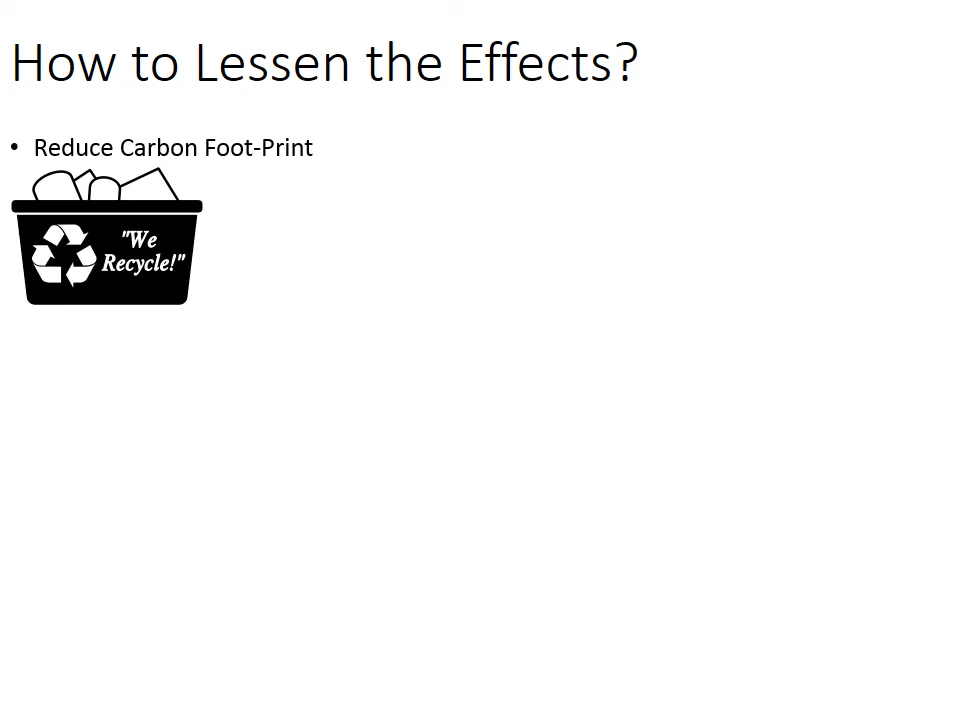 How to Lessen the Effects?
• Reduce Carbon Foot-Print
"We
Recycle!"